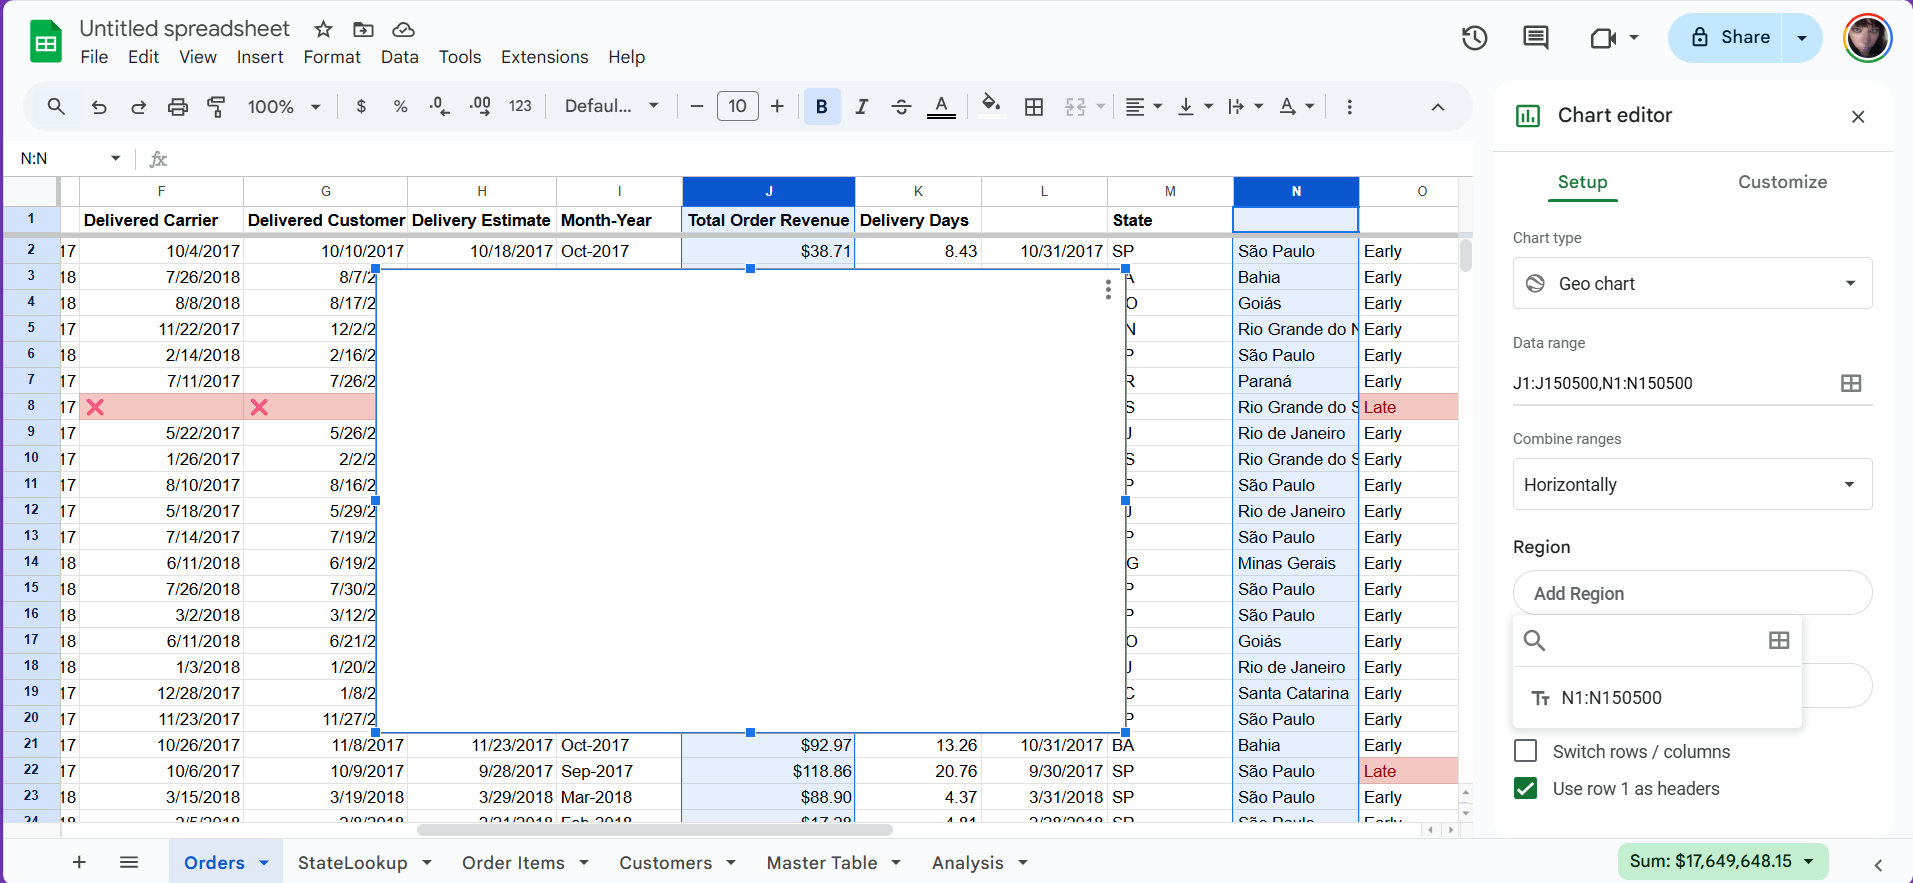 Untitled spreadsheet
File Edit View Insert Format Data Tools Extensions Help
Share
100% $ % .0 .00 123 Defaul... 10 B I A A
N:N fx
F G H I J K L M N O
1 Delivered Carrier Delivered Customer Delivery Estimate Month-Year Total Order Revenue Delivery Days State
2 17 10/4/2017 10/10/2017 10/18/2017 Oct-2017 $38.71 8.43 10/31/2017 SP São Paulo Early
3 18 7/26/2018 8/7/2 A Bahia Early
4 18 8/8/2018 8/17/2 O Goiás Early
5 17 11/22/2017 12/2/2 N Rio Grande do N Early
6 18 2/14/2018 2/16/2 P São Paulo Early
7 17 7/11/2017 7/26/2 R Paraná Early
8 17 S Rio Grande do S Late
9 17 5/22/2017 5/26/2 J Rio de Janeiro Early
10 17 1/26/2017 2/2/2 S Rio Grande do S Early
11 17 8/10/2017 8/16/2 P São Paulo Early
12 17 5/18/2017 5/29/2 J Rio de Janeiro Early
13 17 7/14/2017 7/19/2 P São Paulo Early
14 18 6/11/2018 6/19/2 G Minas Gerais Early
15 18 7/26/2018 7/30/2 P São Paulo Early
16 18 3/2/2018 3/12/2 P São Paulo Early
17 18 6/11/2018 6/21/2 O Goiás Early
18 18 1/3/2018 1/20/2 J Rio de Janeiro Early
19 17 12/28/2017 1/8/2 C Santa Catarina Early
20 17 11/23/2017 11/27/2 P São Paulo Early
21 17 10/26/2017 11/8/2017 11/23/2017 Oct-2017 $92.97 13.26 10/31/2017 BA Bahia Early
22 17 10/6/2017 10/9/2017 9/28/2017 Sep-2017 $118.86 20.76 9/30/2017 SP São Paulo Late
23 18 3/15/2018 3/19/2018 3/29/2018 Mar-2018 $88.90 4.37 3/31/2018 SP São Paulo Early
Chart editor
Setup Customize
Chart type
Geo chart
Data range
J1:J150500,N1:N150500
Combine ranges
Horizontally
Region
Add Region
N1:N150500
Switch rows / columns
Use row 1 as headers
Orders StateLookup Order Items Customers Master Table Analysis Sum: $17,649,648.15